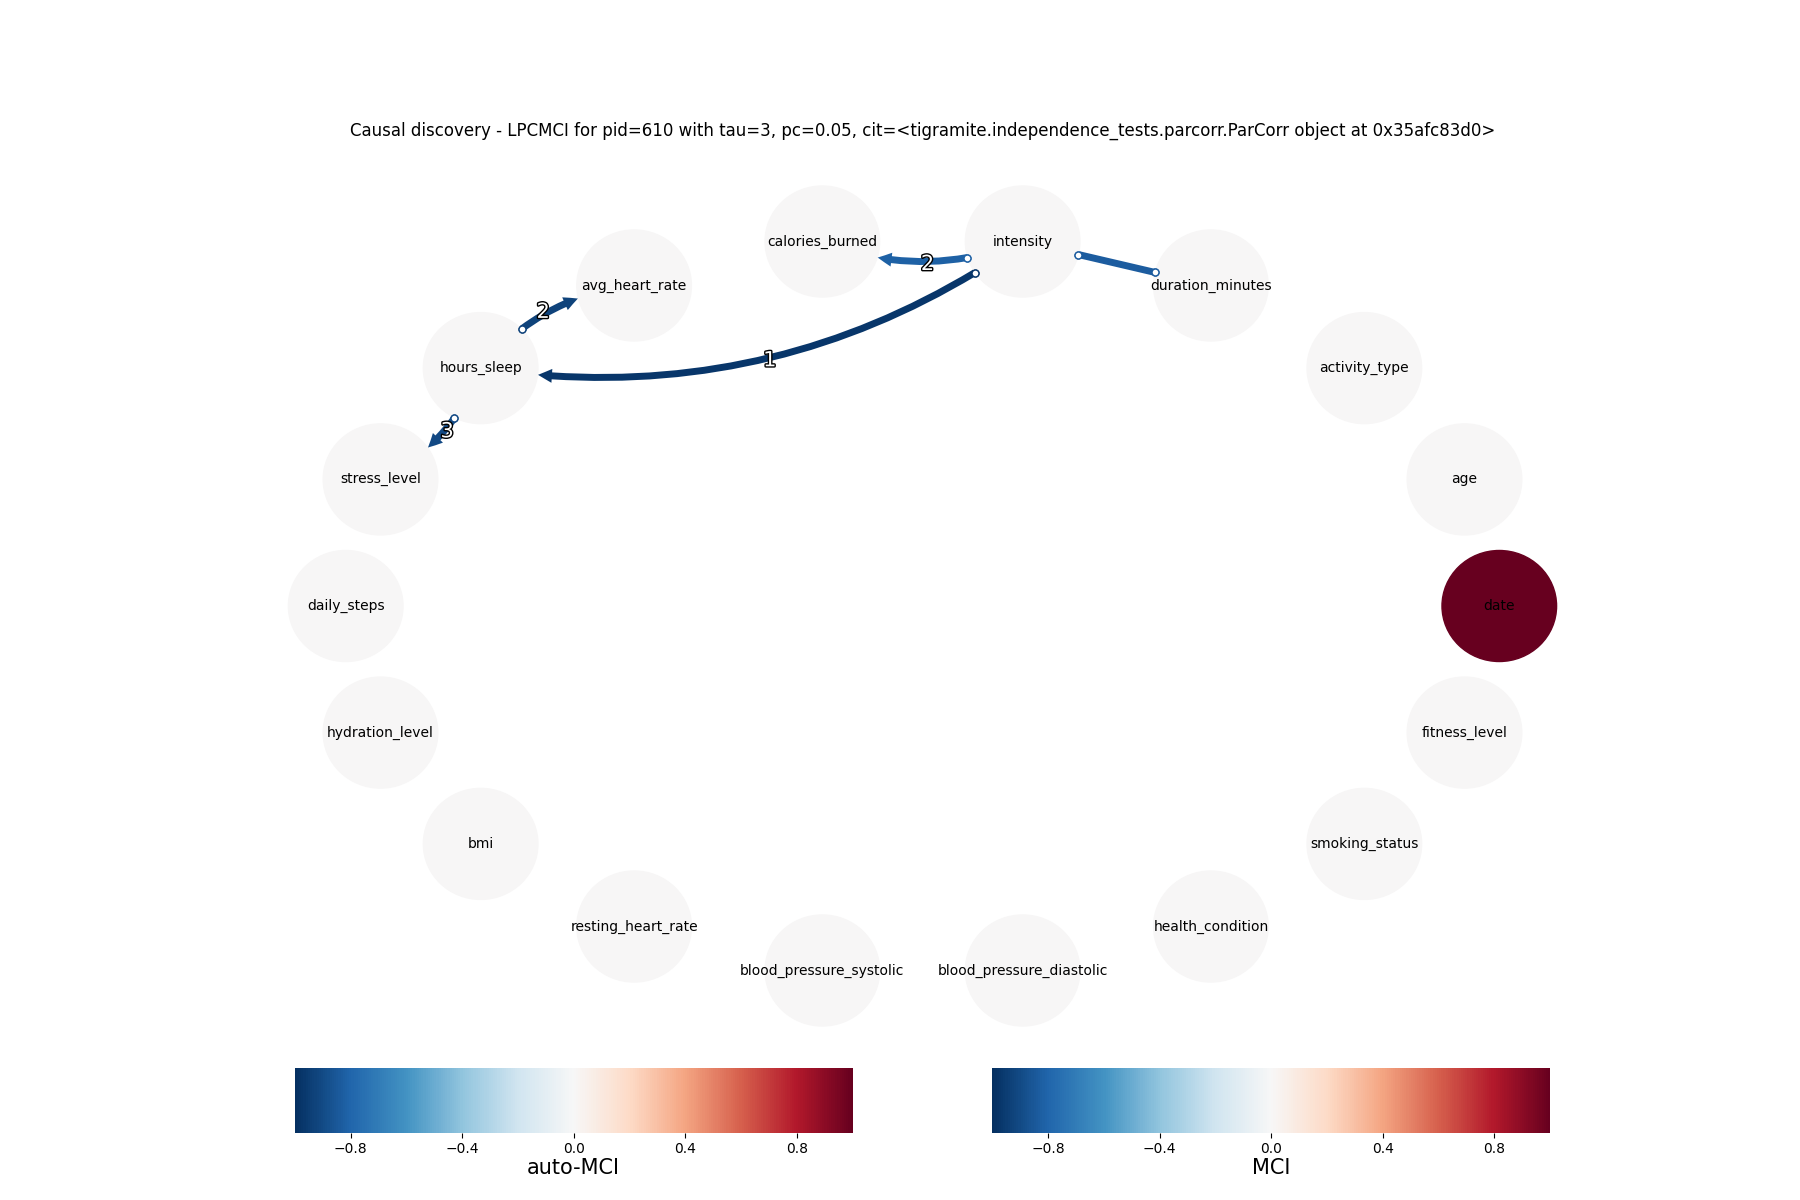 Causal discovery - LPCMCI for pid=610 with tau=3, pc=0.05, cit=<tigramite.independence_tests.parcorr.ParCorr object at 0x35afc83d0>
calories_burned
intensity
2
avg_heart_rate
duration_minutes
2
1
hours_sleep
activity_type
3
stress_level
age
daily_steps
date
hydration_level
fitness_level
bmi
smoking_status
resting_heart_rate
health_condition
blood_pressure_systolic
blood_pressure_diastolic
−0.8 −0.4 0.0 0.4 0.8
auto-MCI
−0.8 −0.4 0.0 0.4 0.8
MCI